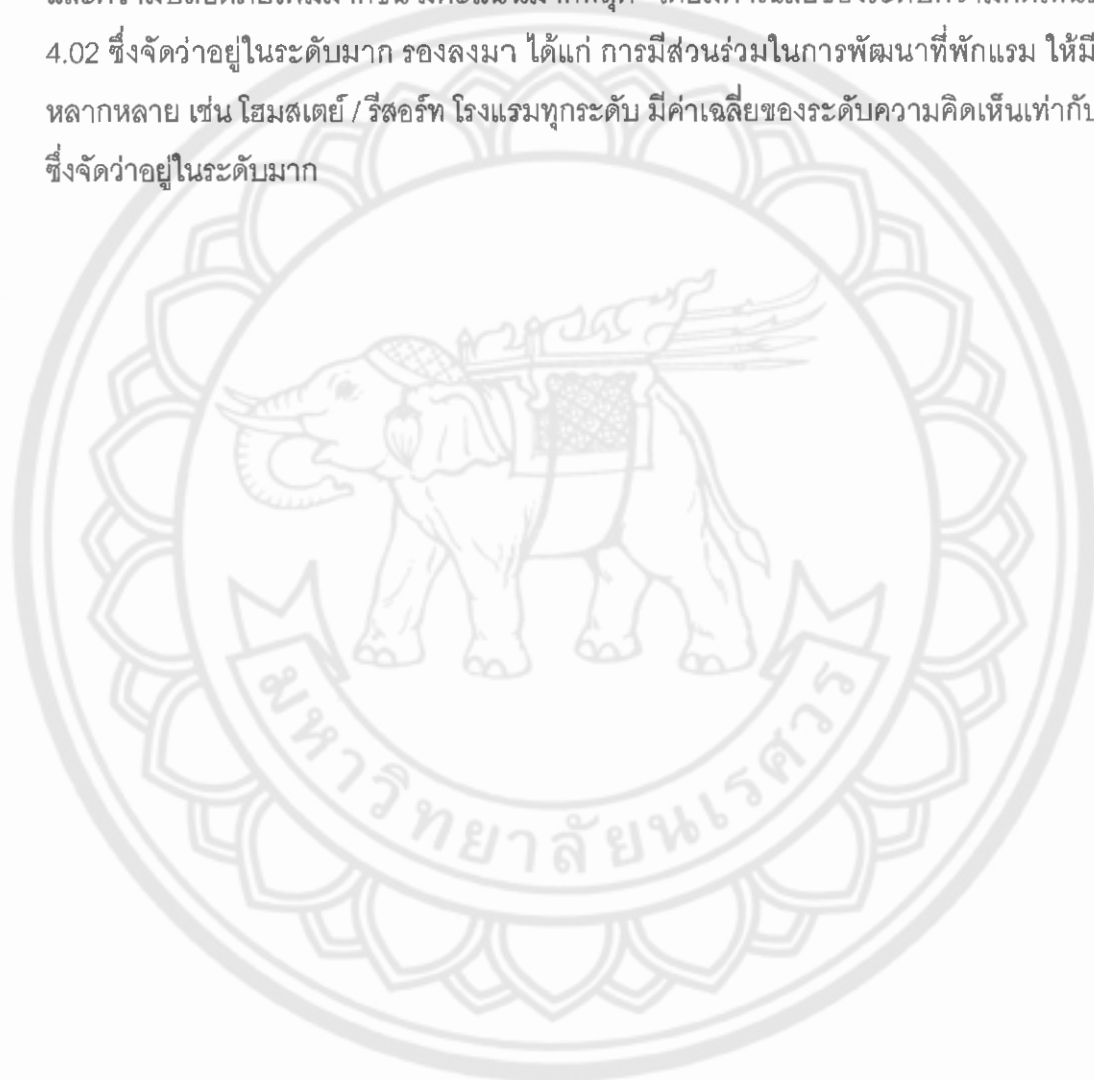 4.02 ซึ่งจัดว่าอยู่ในระดับมาก รองลงมา ได้แก่ การมีส่วนร่วมในการพัฒนาที่พักแรม ให้มี
หลากหลาย เช่น โฮมสเตย์ / รีสอร์ท โรงแรมทุกระดับ มีค่าเฉลี่ยของระดับความคิดเห็นเท่ากับ
ซึ่งจัดว่าอยู่ในระดับมาก
มหาวิทยาลัยนเรศวร